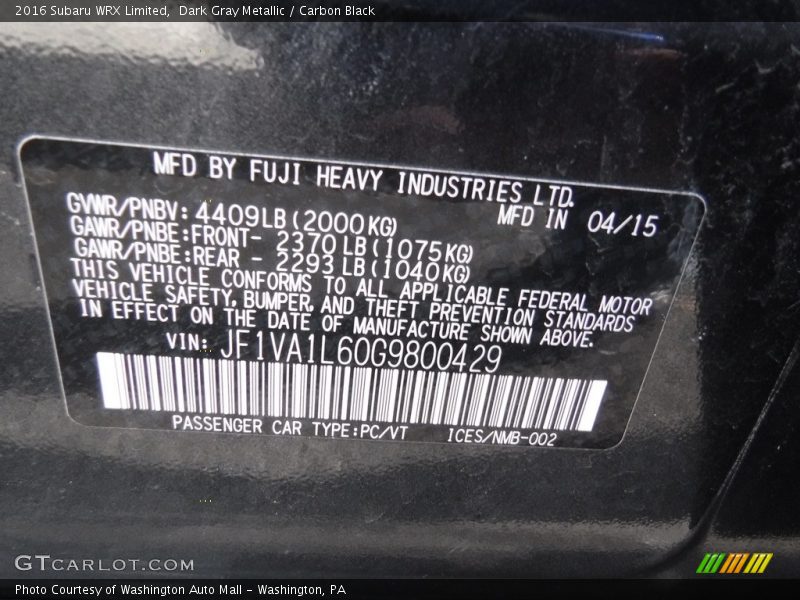 2016 Subaru WRX Limited,  Dark Gray Metallic / Carbon Black
MFD BY FUJI HEAVY INDUSTRIES LTD.
GVWR/PNBV: 4409LB(2000KG) MFD IN 04/15
GAWR/PNBE:FRONT- 2370LB(1075KG)
GAWR/PNBE:REAR - 2293LB(1040KG)
THIS VEHICLE CONFORMS TO ALL APPLICABLE FEDERAL MOTOR
VEHICLE SAFETY, BUMPER, AND THEFT PREVENTION STANDARDS
IN EFFECT ON THE DATE OF MANUFACTURE SHOWN ABOVE.
VIN: JF1VA1L60G9800429
PASSENGER CAR TYPE:PC/VT ICES/NMB-002
GTCARLOT.COM
Photo Courtesy of Washington Auto Mall - Washington, PA